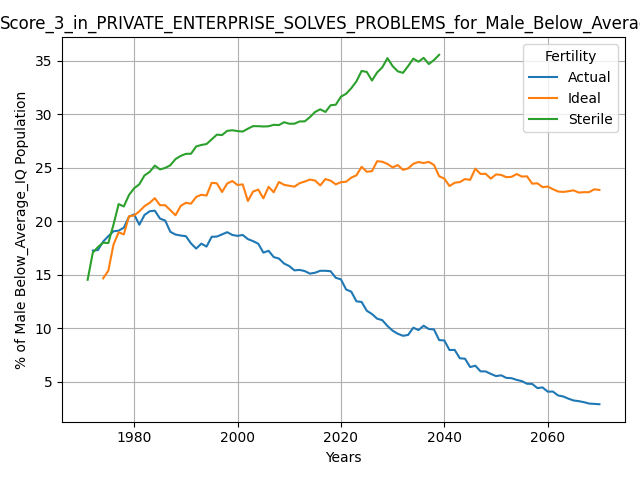 Score_3_in_PRIVATE_ENTERPRISE_SOLVES_PROBLEMS_for_Male_Below_Avera
Fertility
Actual
Ideal
Sterile
% of Male Below_Average_IQ Population
35
30
25
20
15
10
5
1980 2000 2020 2040 2060
Years